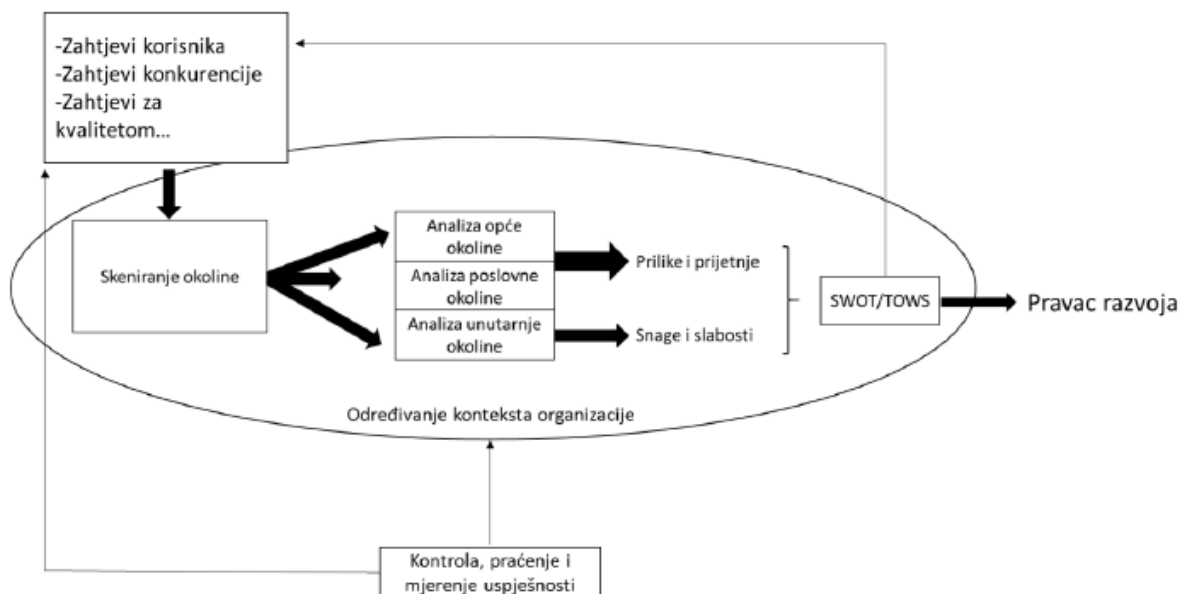 -Zahtjevi korisnika
-Zahtjevi konkurencije
-Zahtjevi za
kvalitetom...
Skeniranje okoline
Analiza opće
okoline
Analiza poslovne
okoline
Analiza unutarnje
okoline
Prilike i prijetnje
Snage i slabosti
SWOT/TOWS
Pravac razvoja
Određivanje konteksta organizacije
Kontrola, praćenje i
mjerenje uspješnosti